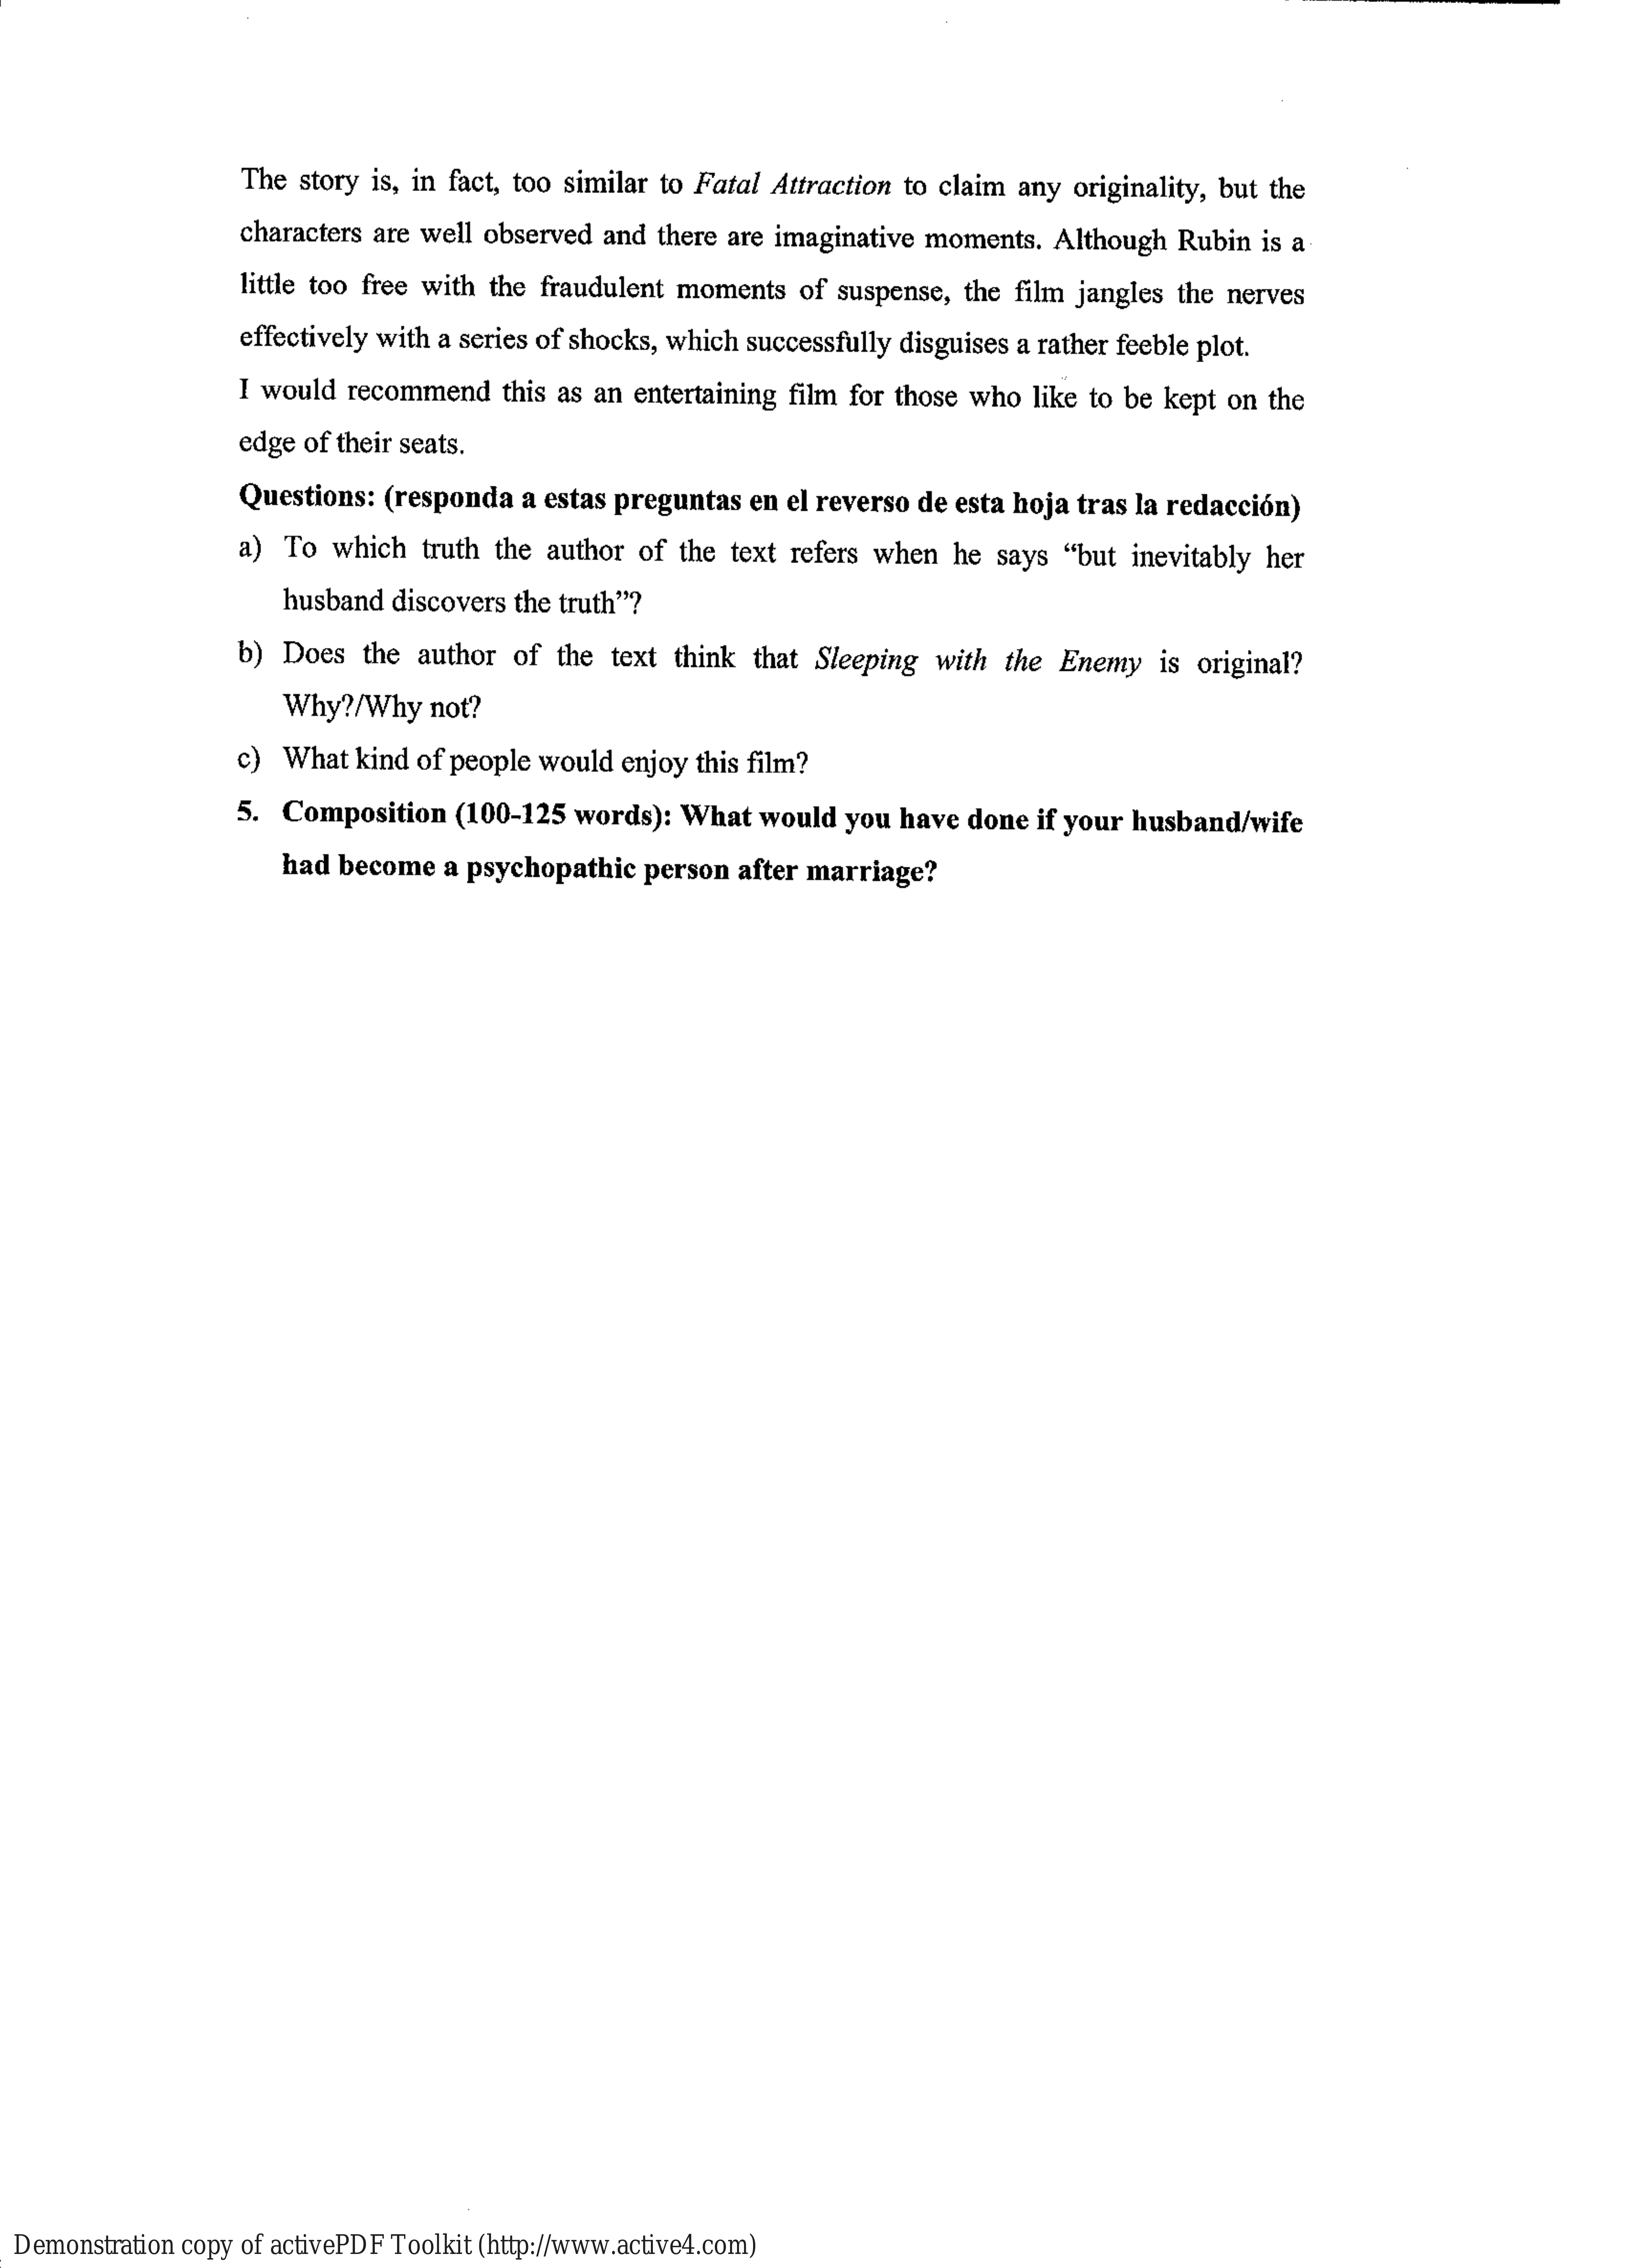 The story is, in fact, too similar to Fatal Attraction to claim any originality, but the
characters are well observed and there are imaginative moments. Although Rubin is a
little too free with the fraudulent moments of suspense, the film jangles the nerves
effectively with a series of shocks, which successfully disguises a rather feeble plot.
I would recommend this as an entertaining film for those who like to be kept on the
edge of their seats.
Questions: (responda a estas preguntas en el reverso de esta hoja tras la redacción)
a) To which truth the author of the text refers when he says “but inevitably her
husband discovers the truth”?
b) Does the author of the text think that Sleeping with the Enemy is original?
Why?/Why not?
c) What kind of people would enjoy this film?
5. Composition (100-125 words): What would you have done if your husband/wife
had become a psychopathic person after marriage?
Demonstration copy of activePDF Toolkit (http://www.active4.com)